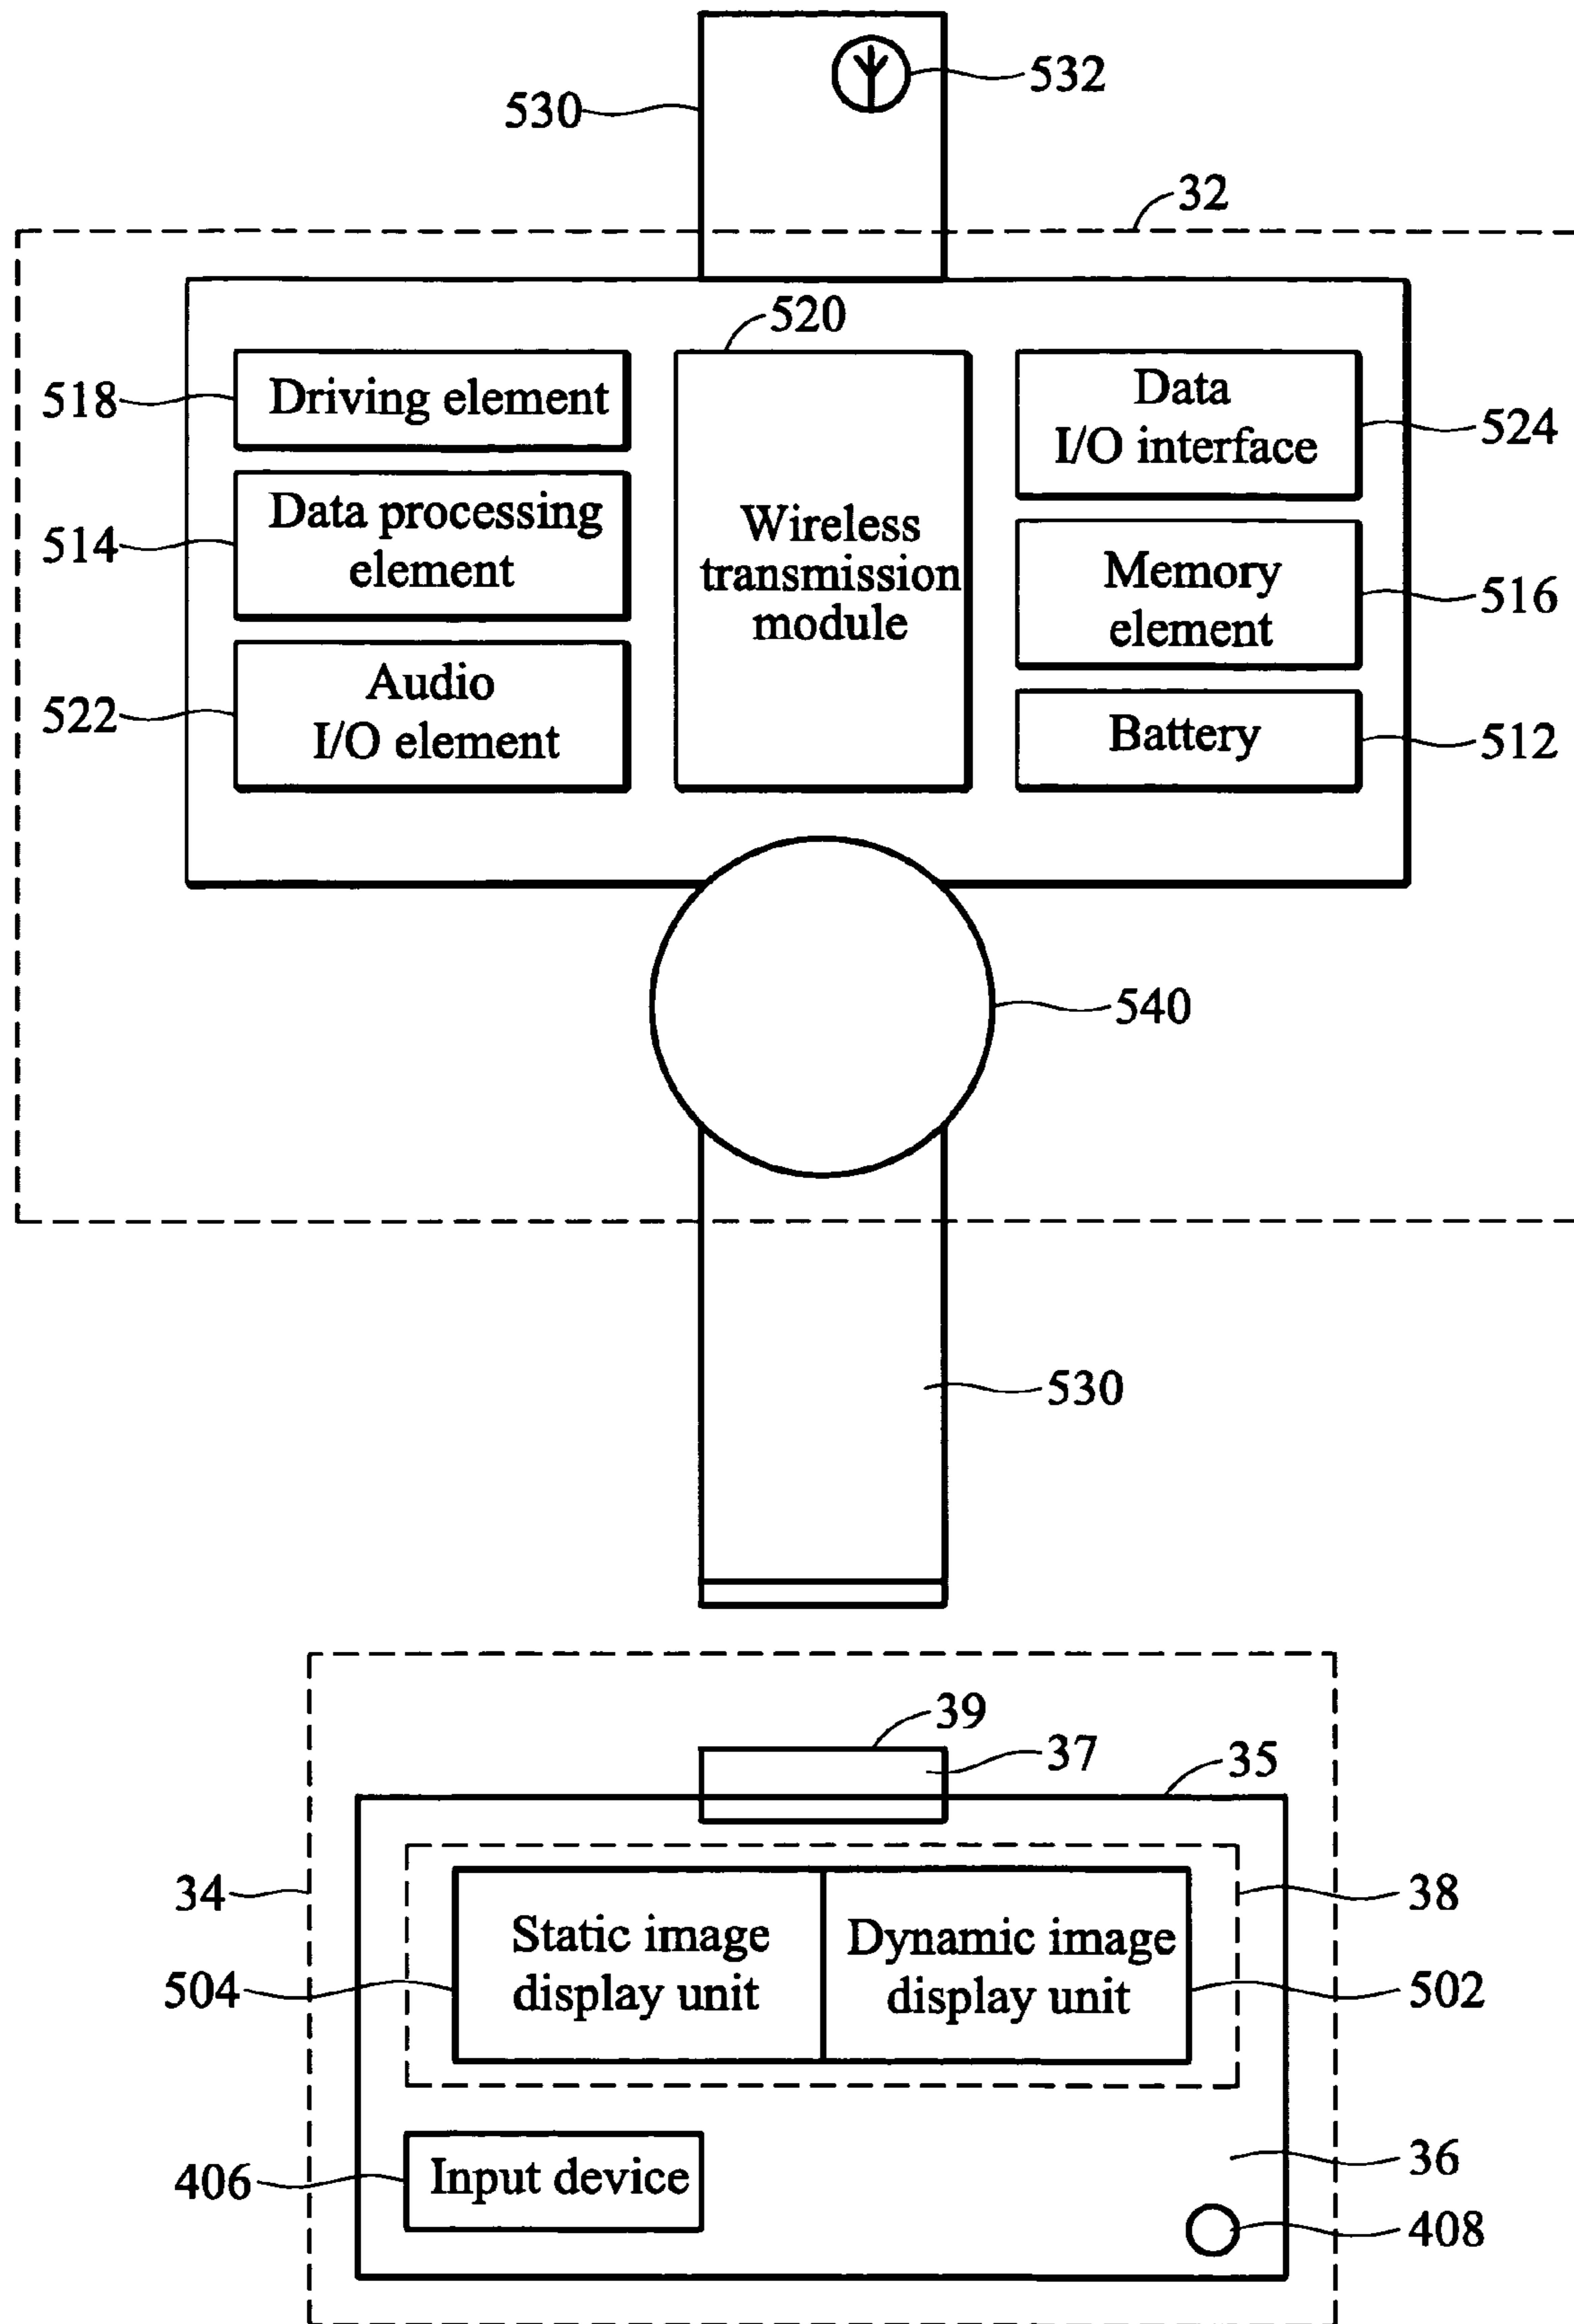 532
530
32
520
518
Driving element
Data
I/O interface
524
514
Data processing
element
Wireless
transmission
module
Memory
element
516
522
Audio
I/O element
Battery
512
540
530
39
37
35
34
38
Static image
display unit
Dynamic image
display unit
504
502
406
Input device
36
408